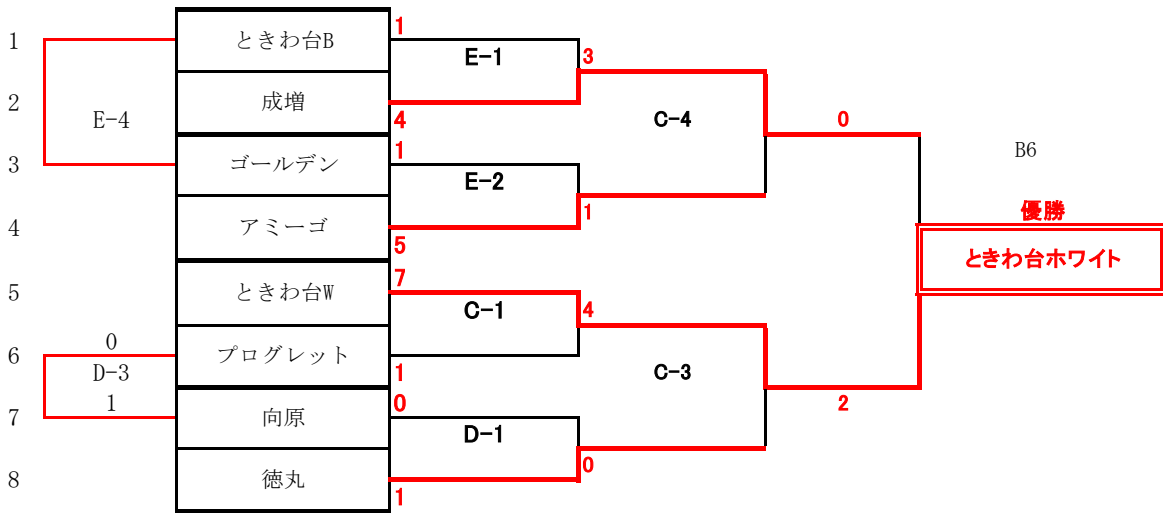 1
ときわ台B
1
E-1
3
2
成増
4
E-4
C-4
0
3
ゴールデン
1
E-2
B6
4
アミーゴ
5
1
優勝
ときわ台ホワイト
5
ときわ台W
7
C-1
4
6
0
プログレット
1
D-3
C-3
7
1
向原
0
D-1
2
8
徳丸
1
0